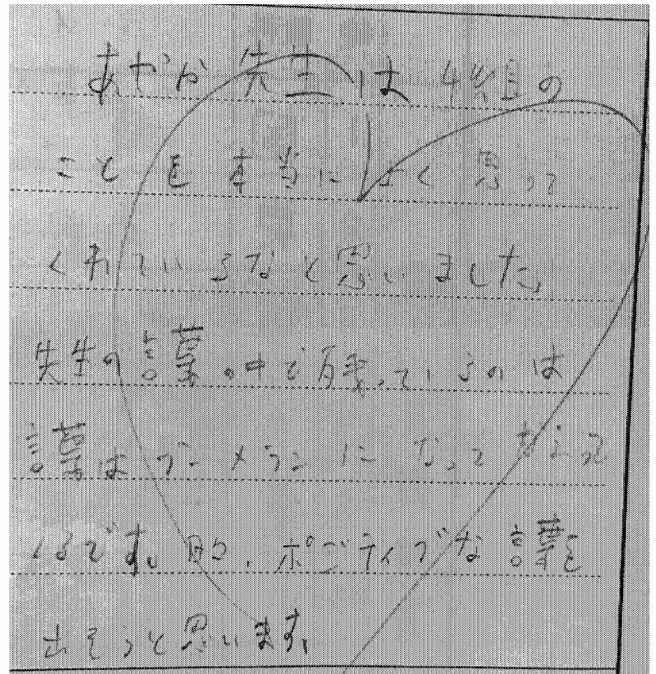 あやか先生は4組の
ことを本当によく思って
くれているなと思いました。
先生の言葉の中で残っているのは
言葉はブーメランになってかえって
くるです。 ポジティブな言葉を
出そうと思います。